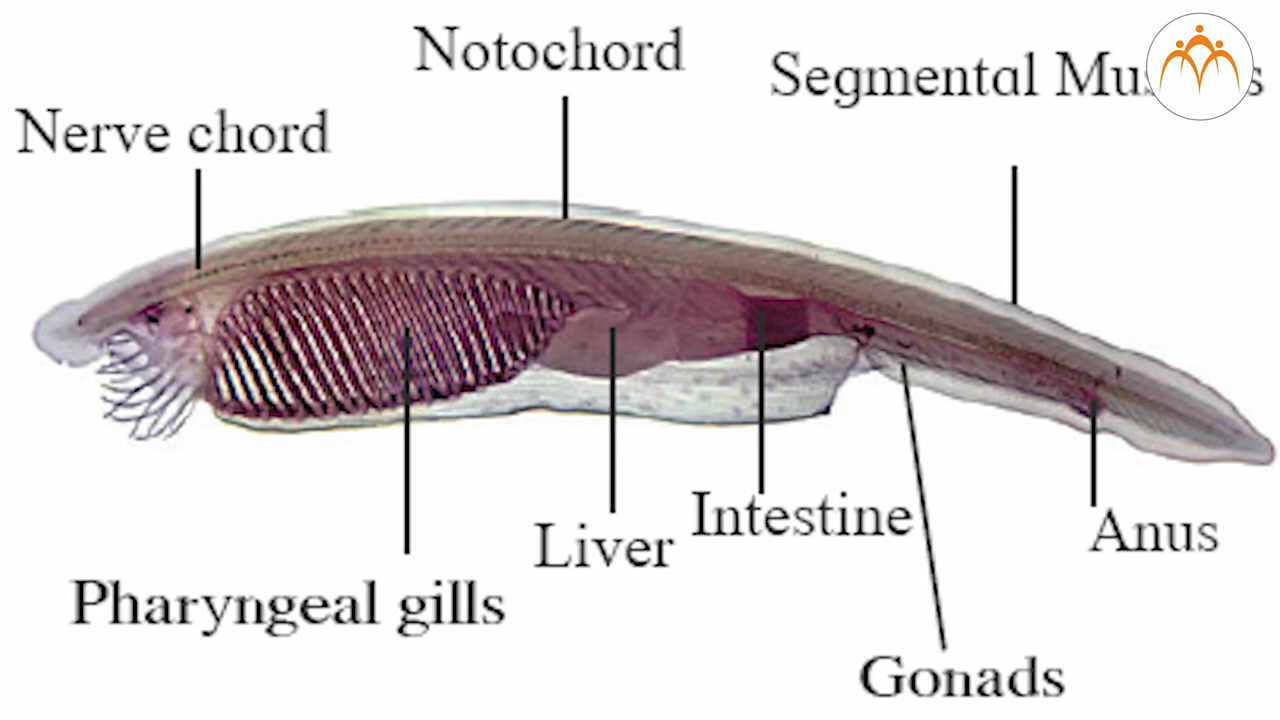 Notochord
Segmental
Nerve chord
Intestine
Liver
Anus
Pharyngeal gills
Gonads